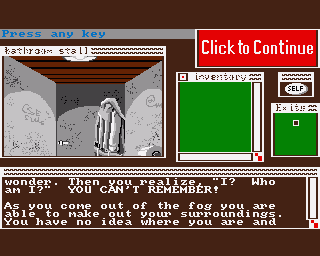 Press any key
Click to Continue
bathroom stall
Inventory
SELF
Exits
wonder. Then you realize, "I? Who
am I?" YOU CAN'T REMEMBER!
As you come out of the fog you are
able to make out your surroundings.
You have no idea where you are and